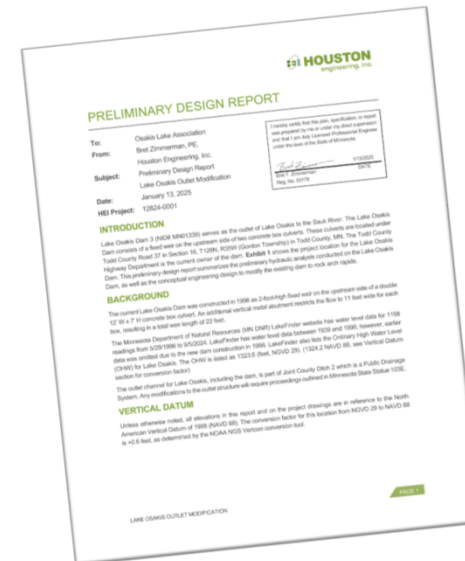 HOUSTON
engineering, inc.
PRELIMINARY DESIGN REPORT
To: Osakis Lake Association
From: Bret Zimmerman, PE,
Houston Engineering, Inc.
Subject: Preliminary Design Report
Lake Osakis Outlet Modification
Date: January 13, 2025
HEI Project: 12824-0001
I hereby certify that this plan, specification, or report
was prepared by me or under my direct supervision
and that I am duly Licensed Professional Engineer
under the laws of the State of Minnesota.
1/13/2025
Bret T. Zimmerman DATE
Reg. No.
INTRODUCTION
Lake Osakis Dam 3 (NID# MN01339) serves as the outlet of Lake Osakis to the Sauk River. The Lake Osakis
Dam consists of a fixed weir on the upstream side of two concrete box culverts. These culverts are located under
Todd County Road 37 in Section 16, T128N, R35W (Gordon Township) in Todd County, MN. The Todd County
Highway Department is the current owner of the dam. Exhibit 1 shows the project location for the Lake Osakis
Dam. This preliminary design report summarizes the preliminary hydraulic analysis conducted on the Lake Osakis
Dam, as well as the conceptual engineering design to modify the existing dam to rock arch rapids.
BACKGROUND
The current Lake Osakis Dam was constructed in 1996 as 2-foot-high fixed weir on the upstream side of a double
12' W x 7' H concrete box culvert. An additional vertical metal abutment restricts the flow to 11 feet wide for each
box, resulting in a total weir length of 22 feet.
The Minnesota Department of Natural Resources (MN DNR) LakeFinder website has water level data for 1198
readings from 5/29/1996 to 9/5/2024. LakeFinder has water level data between 1939 and 1996; however, earlier
data was omitted due to the new dam construction in 1996. LakeFinder also lists the Ordinary High Water Level
(OHW) for Lake Osakis. The OHW is listed as 1323.6 (feet, NGVD 29). (1324.2 NAVD 88, see Vertical Datum
section for conversion factor)
The outlet channel for Lake Osakis, including the dam, is part of Joint County Ditch 2 which is a Public Drainage
System. Any modifications to the outlet structure will require proceedings outlined in Minnesota State Statue 103E.
VERTICAL DATUM
Unless otherwise noted, all elevations in this report and on the project drawings are in reference to the North
American Vertical Datum of 1988 (NAVD 88). The conversion factor for this location from NGVD 29 to NAVD 88
is +0.6 feet, as determined by the NOAA NGS Vertcon conversion tool.
LAKE OSAKIS OUTLET MODIFICATION
PAGE 1